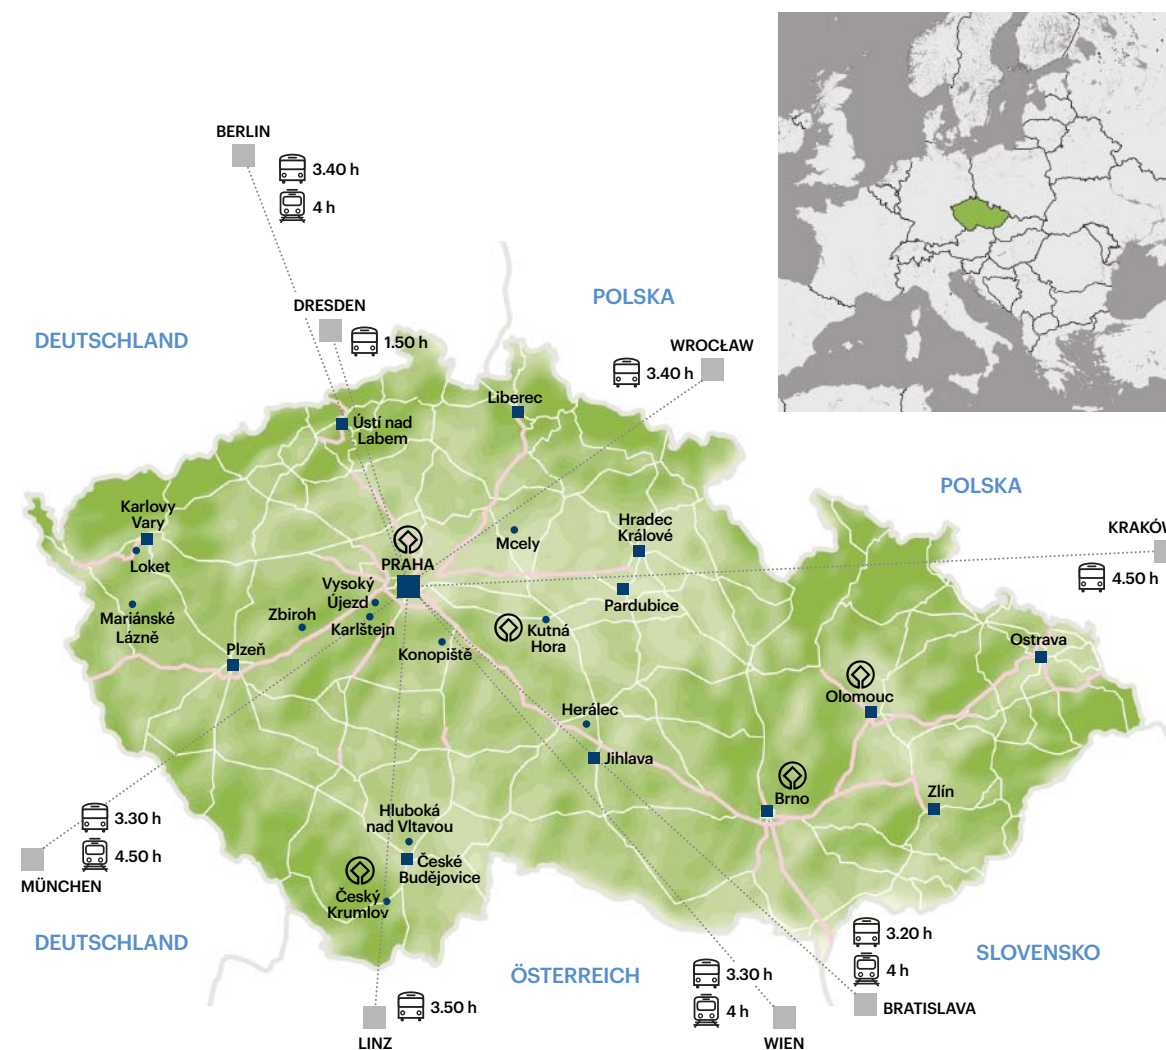 BERLIN
3.40 h
4 h
DRESDEN
1.50 h
POLSKA
DEUTSCHLAND
WROCŁAW
3.40 h
Liberec
Ústí nad
Labem
POLSKA
Karlovy
Vary
Hradec
Králové
KRAKÓW
Mcely
Loket
PRAHA
4.50 h
Vysoký
Újezd
Pardubice
Mariánské
Lázně
Zbiroh
Karlštejn
Kutná
Hora
Ostrava
Plzeň
Konopiště
Olomouc
Herálec
Jihlava
Brno
Zlín
3.30 h
Hluboká
nad Vltavou
4.50 h
České
Budějovice
MÜNCHEN
Český
Krumlov
3.20 h
DEUTSCHLAND
SLOVENSKO
ÖSTERREICH
3.30 h
4 h
3.50 h
4 h
BRATISLAVA
LINZ
WIEN